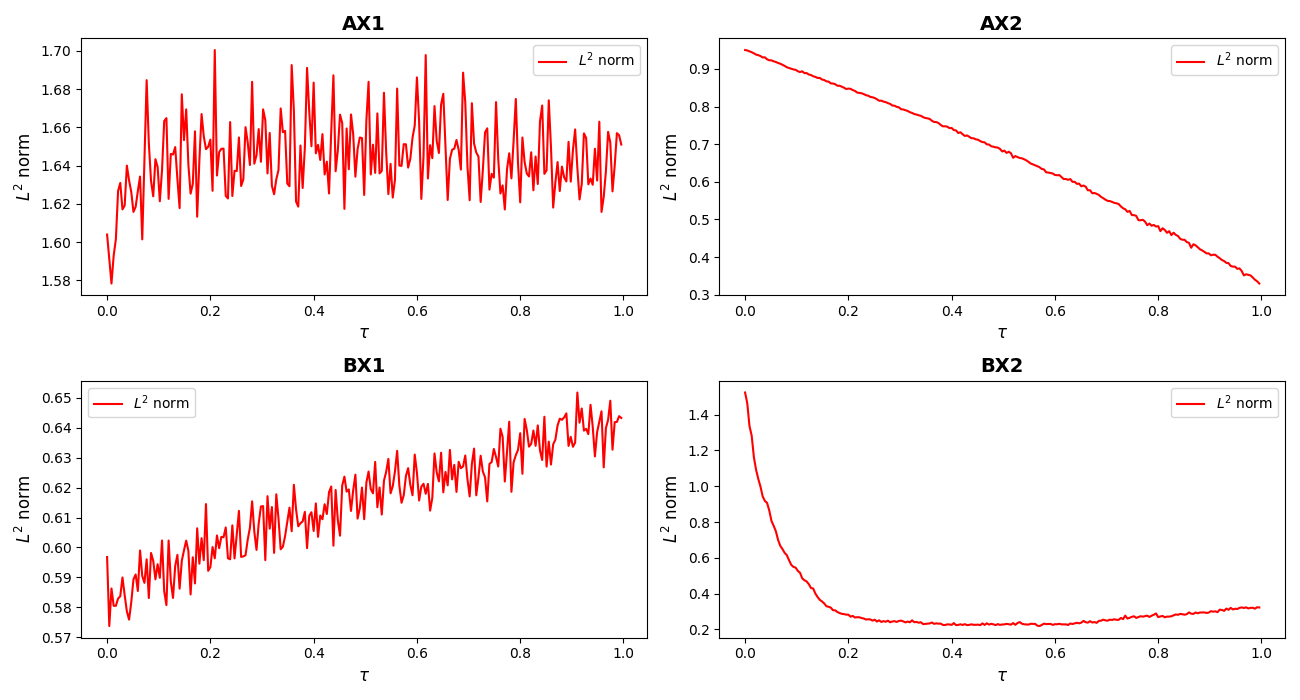 AX1
L² norm
1.70
1.68
1.66
1.64
1.62
1.60
1.58
L² norm
0.0 0.2 0.4 0.6 0.8 1.0
τ
AX2
L² norm
0.9
0.8
0.7
0.6
0.5
0.4
0.3
L² norm
0.0 0.2 0.4 0.6 0.8 1.0
τ
BX1
L² norm
0.65
0.64
0.63
0.62
0.61
0.60
0.59
0.58
0.57
L² norm
0.0 0.2 0.4 0.6 0.8 1.0
τ
BX2
L² norm
1.4
1.2
1.0
0.8
0.6
0.4
0.2
L² norm
0.0 0.2 0.4 0.6 0.8 1.0
τ